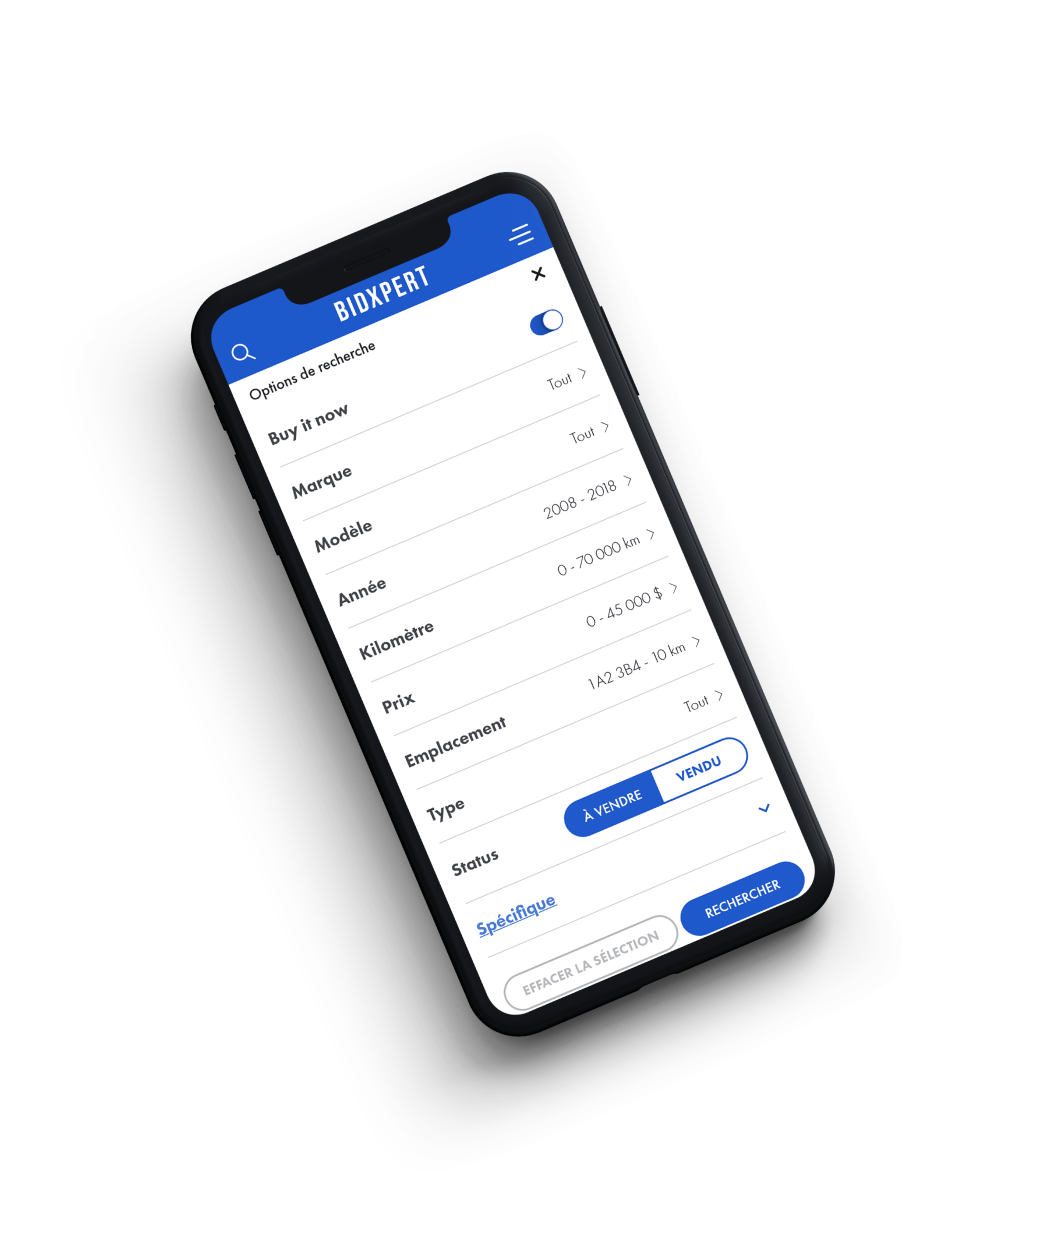 BIDXPERT
Options de recherche
Buy it now
Marque Tout
Modèle Tout
Année 2008 - 2018
Kilomètre 0 - 70 000 km
Prix 0 - 45 000 $
Emplacement 1A2 3B4 - 10 km
Type Tout
Status À VENDRE VENDU
Spécifique
EFFACER LA SÉLECTION RECHERCHER